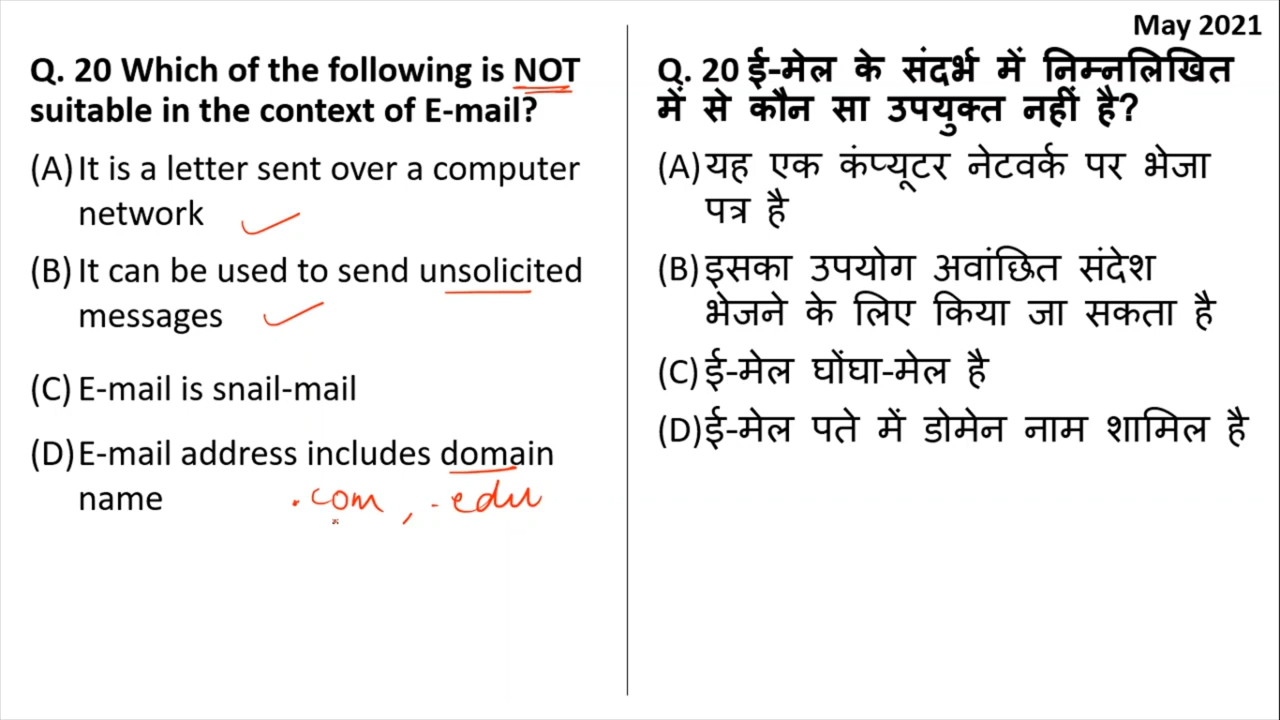 May 2021
Q. 20 Which of the following is NOT
suitable in the context of E-mail?
(A) It is a letter sent over a computer
network
(B) It can be used to send unsolicited
messages
(C) E-mail is snail-mail
(D) E-mail address includes domain
name
.com, .edu
Q. 20 ई-मेल के संदर्भ में निम्नलिखित
में से कौन सा उपयुक्त नहीं है?
(A) यह एक कंप्यूटर नेटवर्क पर भेजा
पत्र है
(B) इसका उपयोग अवांछित संदेश
भेजने के लिए किया जा सकता है
(C) ई-मेल घोंघा-मेल है
(D) ई-मेल पते में डोमेन नाम शामिल है